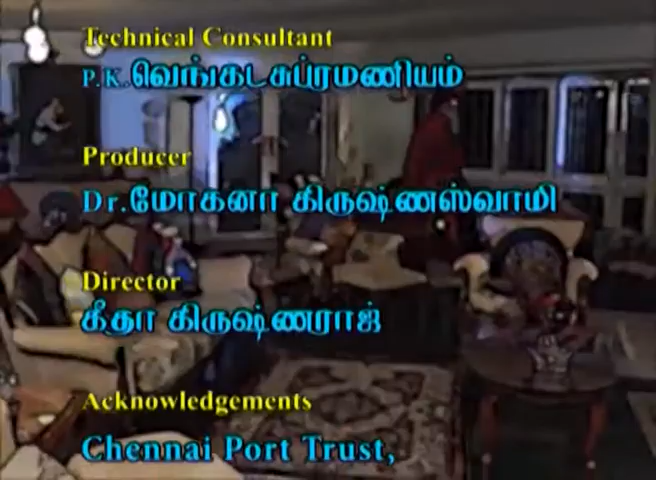 Technical Consultant
P.K.வெங்கடசுப்ரமணியம்
Producer
Dr.மோகனா கிருஷ்ணஸ்வாமி
Director
கீதா கிருஷ்ணராஜ்
Acknowledgements
Chennai Port Trust,